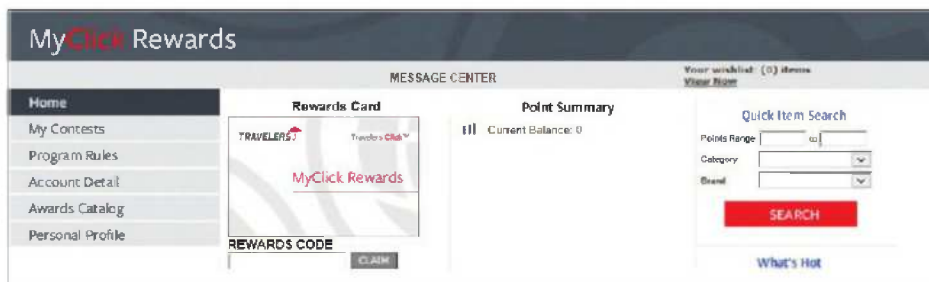 MyClick Rewards
MESSAGE CENTER
Your wishlist: (0) items
View Now
Home
My Contests
Program Rules
Account Detail
Awards Catalog
Personal Profile
Rewards Card
TRAVELERS
Travelers Click℠
MyClick Rewards
REWARDS CODE
CLAIM
Point Summary
Current Balance: 0
Quick Item Search
Points Range to
Category
Brand
SEARCH
What's Hot